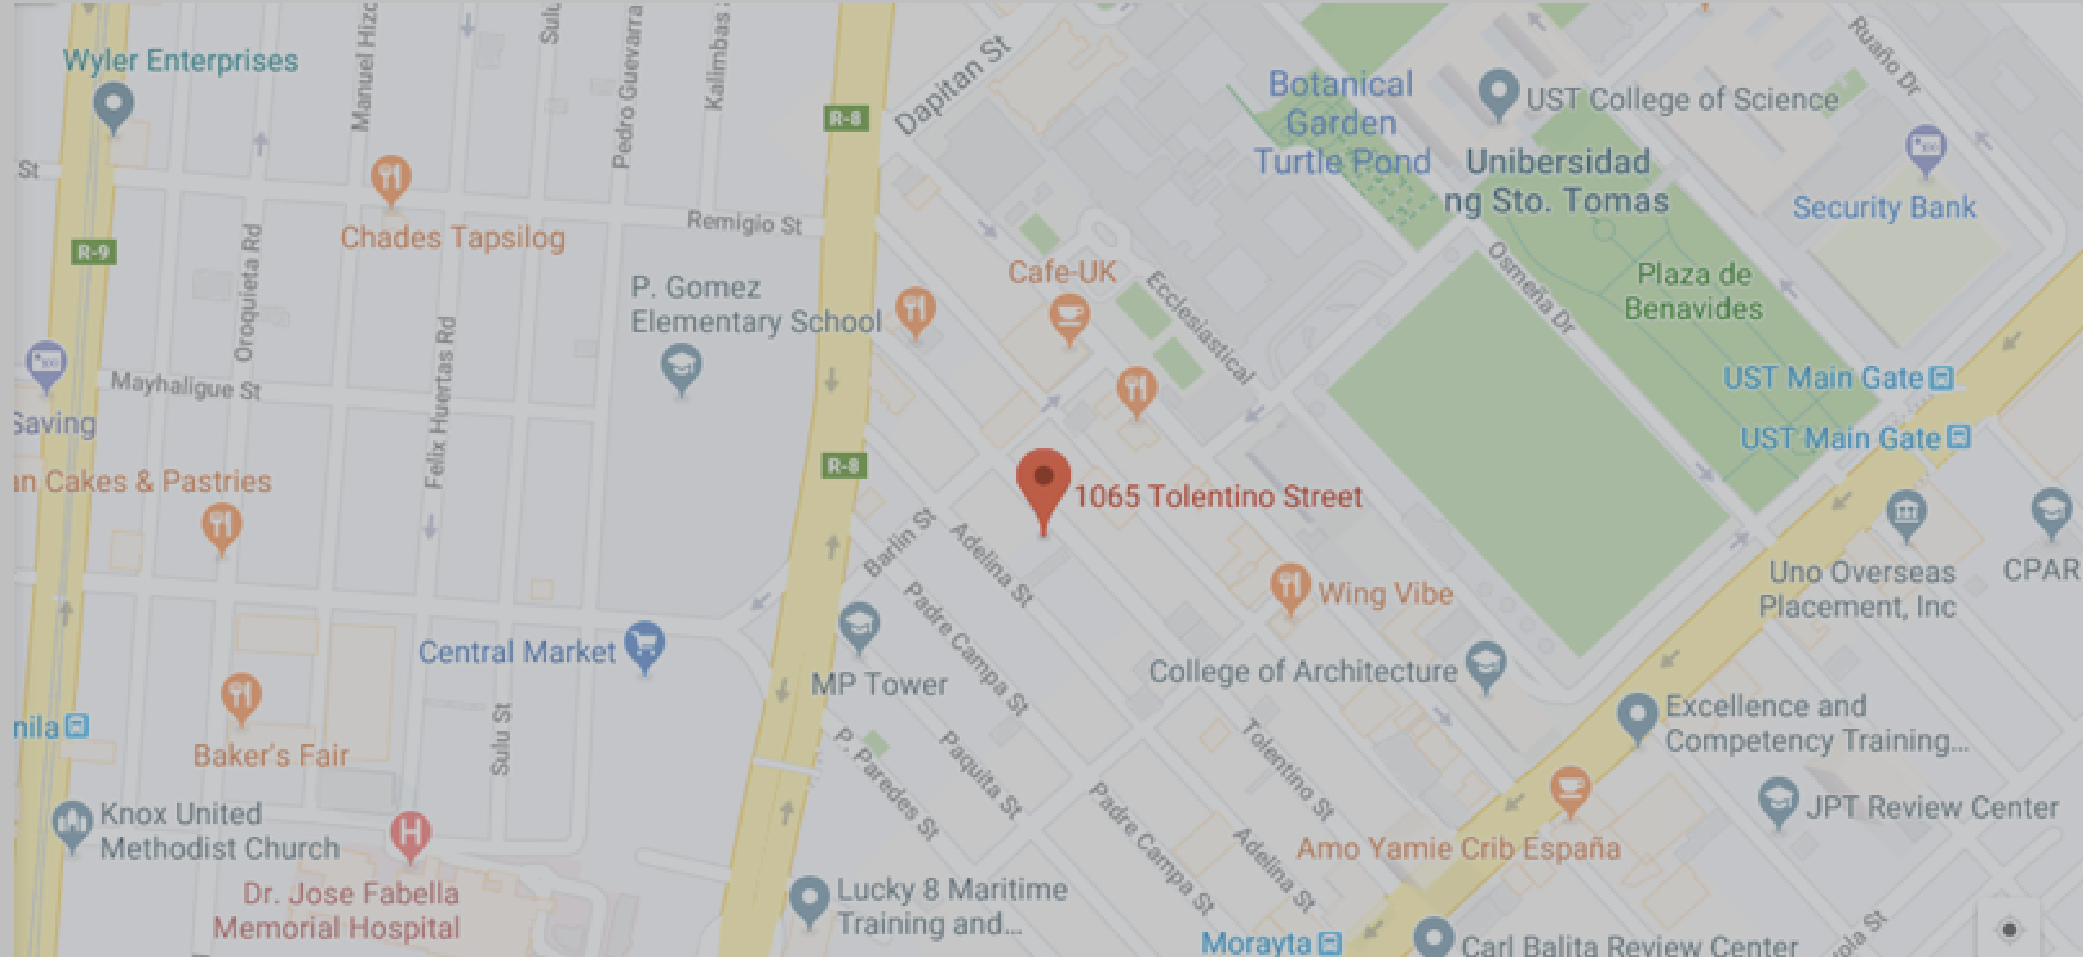 Wyler Enterprises
Manuel Hizo
Sulu
Pedro Guevarra
Kalimbas
R-8
Dapitan St
Botanical
Garden
Turtle Pond
UST College of Science
Ruaño Dr
Unibersidad
ng Sto. Tomas
Security Bank
St
Chades Tapsilog
Remigio St
R-9
Oroquieta Rd
P. Gomez
Elementary School
Cafe-UK
Ecclesiastical
Osmeña Dr
Plaza de
Benavides
UST Main Gate
UST Main Gate
Mayhaligue St
Saving
Felix Huertas Rd
R-8
an Cakes & Pastries
1065 Tolentino Street
Barlin St
Adelina St
Padre Campa St
Wing Vibe
Uno Overseas
Placement, Inc
CPAR
Central Market
MP Tower
College of Architecture
Excellence and
Competency Training...
nila
Baker's Fair
Sulu St
P. Paredes St
Paquita St
Tolentino St
JPT Review Center
Knox United
Methodist Church
Padre Campa St
Adelina St
Amo Yamie Crib España
Dr. Jose Fabella
Memorial Hospital
Lucky 8 Maritime
Training and...
Morayta
Carl Balita Review Center
ola St